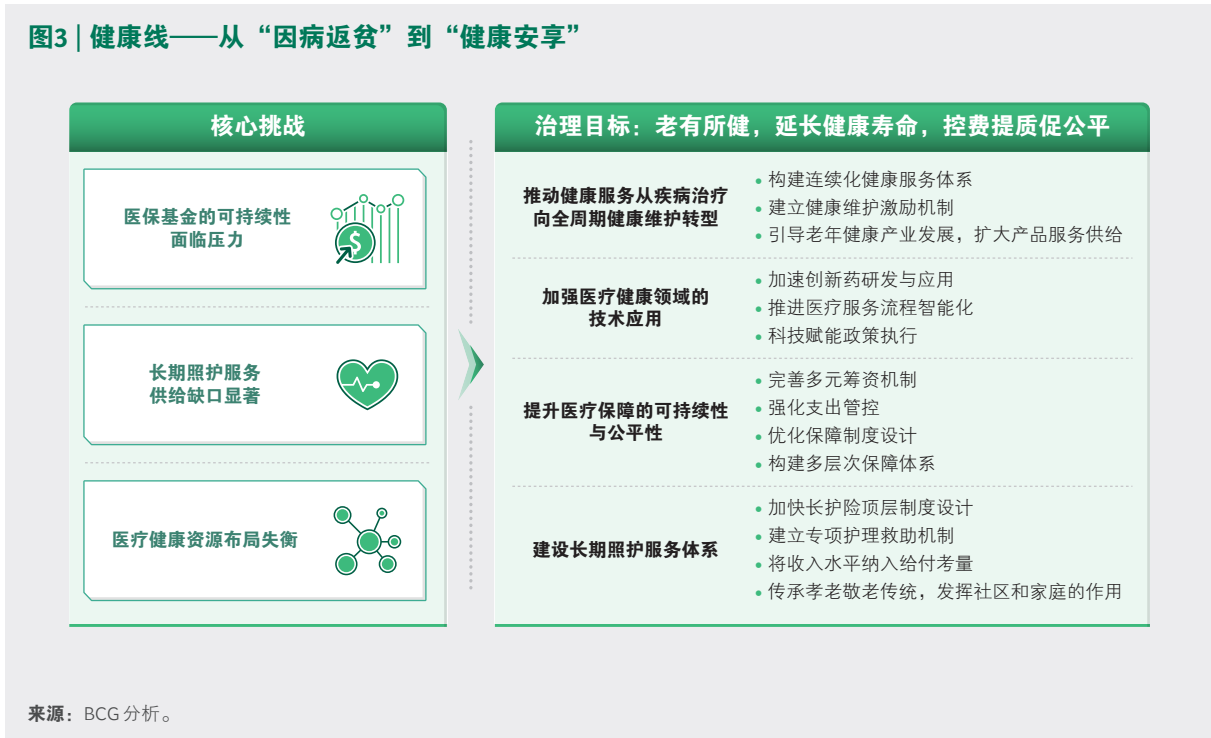 图3 | 健康线——从“因病返贫”到“健康安享”
核心挑战
医保基金的可持续性
面临压力
$
长期照护服务
供给缺口显著
医疗健康资源布局失衡
治理目标：老有所健，延长健康寿命，控费提质促公平
推动健康服务从疾病治疗
向全周期健康维护转型
• 构建连续化健康服务体系
• 建立健康维护激励机制
• 引导老年健康产业发展，扩大产品服务供给
加强医疗健康领域的
技术应用
• 加速创新药研发与应用
• 推进医疗服务流程智能化
• 科技赋能政策执行
提升医疗保障的可持续性
与公平性
• 完善多元筹资机制
• 强化支出管控
• 优化保障制度设计
• 构建多层次保障体系
建设长期照护服务体系
• 加快长护险顶层制度设计
• 建立专项护理救助机制
• 将收入水平纳入给付考量
• 传承孝老敬老传统，发挥社区和家庭的作用
来源：BCG分析。